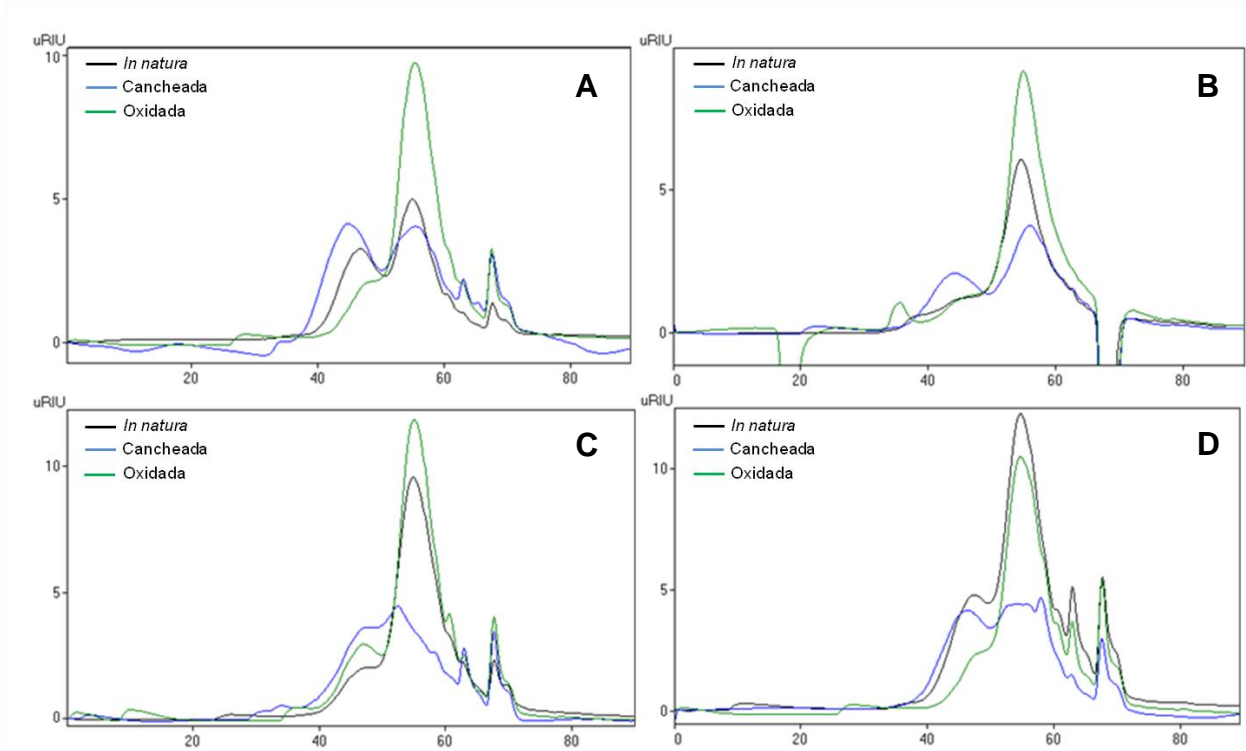 uRIU
In natura
Cancheada
Oxidada
A
10
5
0
20 40 60 80
uRIU
In natura
Cancheada
Oxidada
B
5
0
0 20 40 60 80
uRIU
In natura
Cancheada
Oxidada
C
10
5
0
20 40 60 80
uRIU
In natura
Cancheada
Oxidada
D
10
5
0
0 20 40 60 80